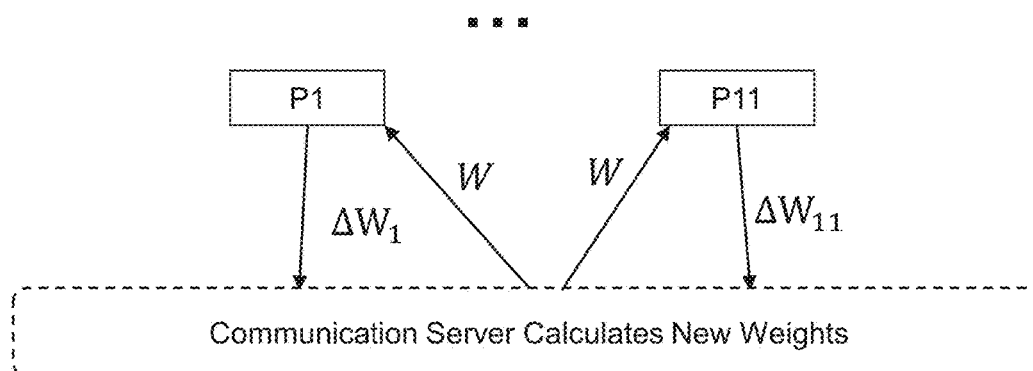 ...
P1
P11
W
W
ΔW₁
ΔW₁₁
Communication Server Calculates New Weights